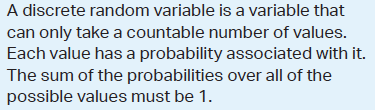 A discrete random variable is a variable that
can only take a countable number of values.
Each value has a probability associated with it.
The sum of the probabilities over all of the
possible values must be 1.